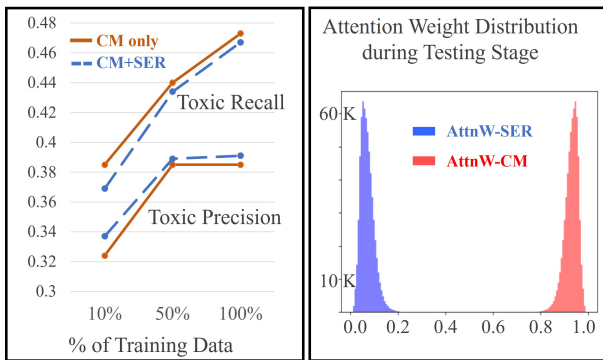 0.48
0.46
0.44
0.42
0.4
0.38
0.36
0.34
0.32
0.3
CM only
CM+SER
Toxic Recall
Toxic Precision
10% 50% 100%
% of Training Data
Attention Weight Distribution
during Testing Stage
60 K
AttnW-SER
AttnW-CM
10 K
0.0 0.2 0.4 0.6 0.8 1.0